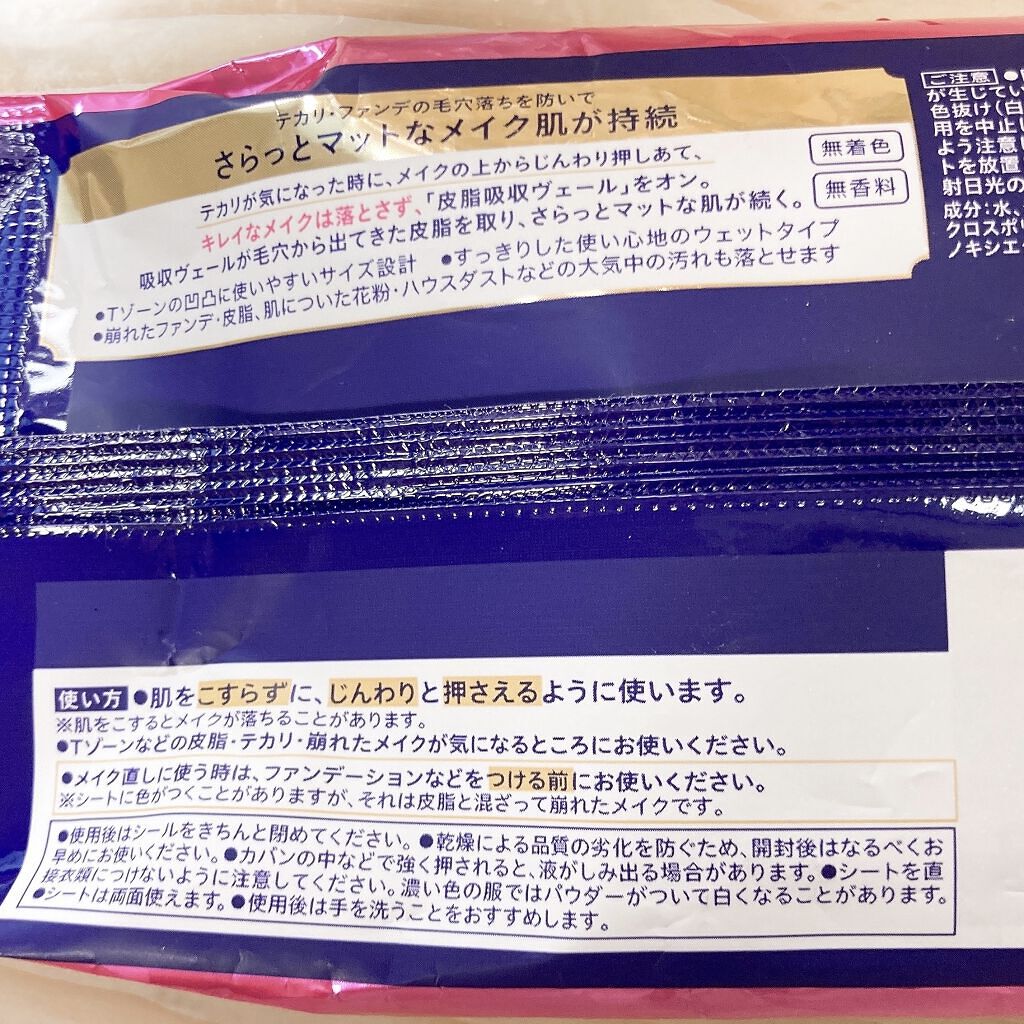 テカリ・ファンデの毛穴落ちを防いで
さらっとマットなメイク肌が持続
テカリが気になった時に、メイクの上からじんわり押しあて、
キレイなメイクは落とさず、「皮脂吸収ヴェール」をオン。
吸収ヴェールが毛穴から出てきた皮脂を取り、さらっとマットな肌が続く。
●Tゾーンの凹凸に使いやすいサイズ設計 ●すっきりした使い心地のウェットタイプ
●崩れたファンデ・皮脂、肌についた花粉・ハウスダストなどの大気中の汚れも落とせます
無着色
無香料
ご注意 ●
が生じてい
色抜け(白
用を中止し
よう注意し
トを放置
射日光の
成分:水、
クロスポリ
ノキシエ
使い方 ●肌をこすらずに、じんわりと押さえるように使います。
※肌をこするとメイクが落ちることがあります。
●Tゾーンなどの皮脂・テカリ・崩れたメイクが気になるところにお使いください。
●メイク直しに使う時は、ファンデーションなどをつける前にお使いください。
※シートに色がつくことがありますが、それは皮脂と混ざって崩れたメイクです。
●使用後はシールをきちんと閉めてください。●乾燥による品質の劣化を防ぐため、開封後はなるべくお
早めにお使いください。●カバンの中などで強く押されると、液がしみ出る場合があります。●シートを直
接衣類につけないように注意してください。濃い色の服ではパウダーがついて白くなることがあります。
●シートは両面使えます。●使用後は手を洗うことをおすすめします。